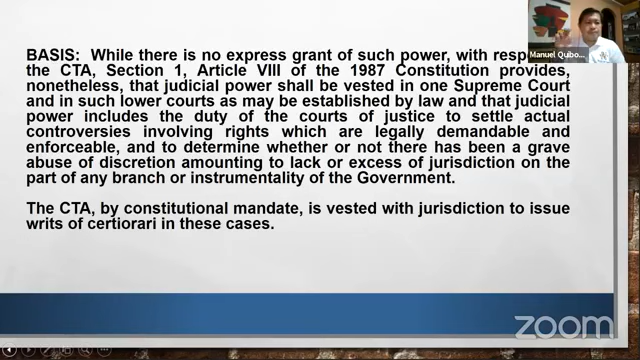 BASIS: While there is no express grant of such power, with
the CTA, Section 1, Article VIII of the 1987 Constitution provides,
nonetheless, that judicial power shall be vested in one Supreme Court
and in such lower courts as may be established by law and that judicial
power includes the duty of the courts of justice to settle actual
controversies involving rights which are legally demandable and
enforceable, and to determine whether or not there has been a grave
abuse of discretion amounting to lack or excess of jurisdiction on the
part of any branch or instrumentality of the Government.
The CTA, by constitutional mandate, is vested with jurisdiction to issue
writs of certiorari in these cases.
Manuel Quibo...
zoom